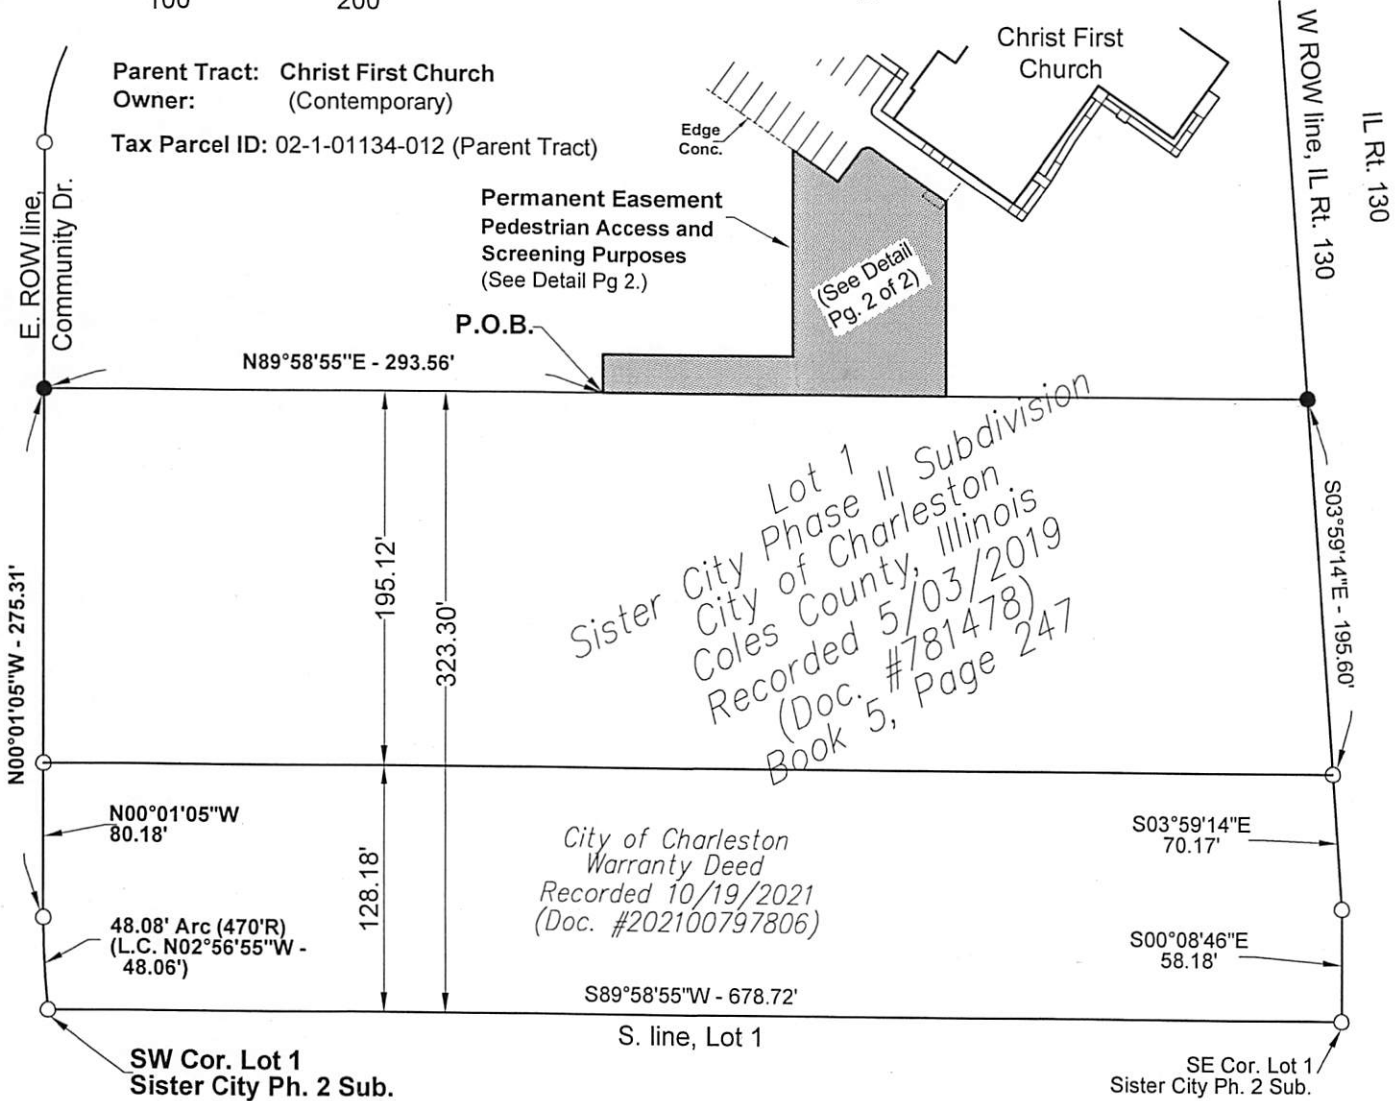 100 200
Parent Tract: Christ First Church
Owner: (Contemporary)
Tax Parcel ID: 02-1-01134-012 (Parent Tract)
Christ First
Church
W ROW line, IL Rt. 130
IL Rt. 130
Edge
Conc.
E. ROW line,
Community Dr.
Permanent Easement
Pedestrian Access and
Screening Purposes
(See Detail Pg 2.)
(See Detail
Pg. 2 of 2)
P.O.B.
N89°58'55"E - 293.56'
Lot 1
Sister City Phase II Subdivision
City of Charleston
Coles County, Illinois
Recorded 5/03/2019
(Doc. #781478)
Book 5, Page 247
195.12'
323.30'
N00°01'05"W - 275.31'
S03°59'14"E - 195.60'
N00°01'05"W
80.18'
128.18'
City of Charleston
Warranty Deed
Recorded 10/19/2021
(Doc. #202100797806)
S03°59'14"E
70.17'
48.08' Arc (470'R)
(L.C. N02°56'55"W -
48.06')
S00°08'46"E
58.18'
S89°58'55"W - 678.72'
S. line, Lot 1
SW Cor. Lot 1
Sister City Ph. 2 Sub.
SE Cor. Lot 1
Sister City Ph. 2 Sub.